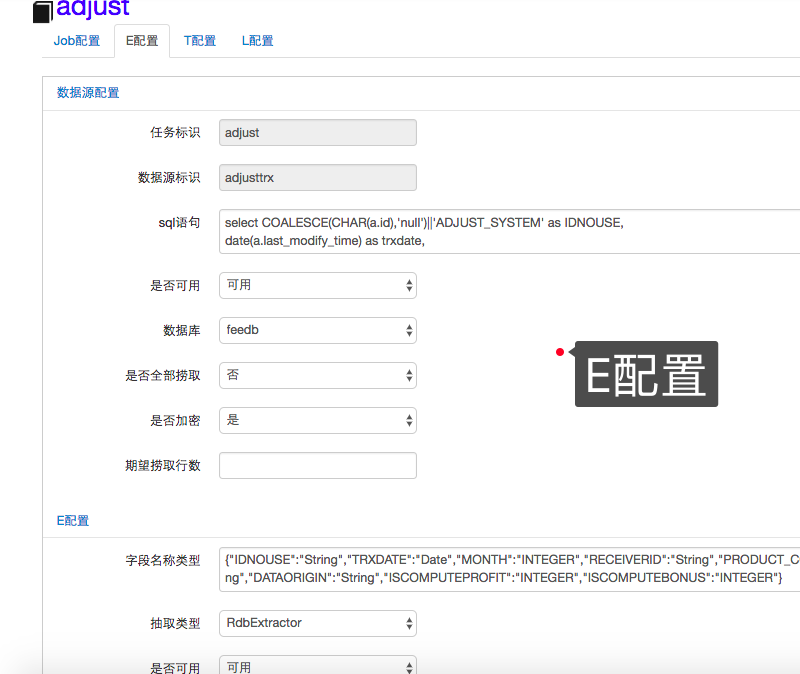 adjust
Job配置 E配置 T配置 L配置
数据源配置
任务标识 adjust
数据源标识 adjusttrx
sql语句 select COALESCE(CHAR(a.id),'null')||'ADJUST_SYSTEM' as IDNOUSE,
date(a.last_modify_time) as trxdate,
是否可用 可用
数据库 feedb
是否全部捞取 否
E配置
是否加密 是
期望捞取行数
E配置
字段名称类型 {"IDNOUSE":"String","TRXDATE":"Date","MONTH":"INTEGER","RECEIVERID":"String","PRODUCT_CO
ng","DATAORIGIN":"String","ISCOMPUTEPROFIT":"INTEGER","ISCOMPUTEBONUS":"INTEGER"}
抽取类型 RdbExtractor
是否可用 可用